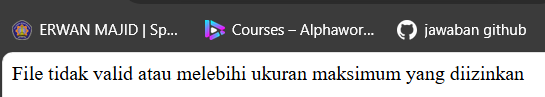 ERWAN MAJID | Sp... Courses – Alphawor... jawaban github
File tidak valid atau melebihi ukuran maksimum yang diizinkan